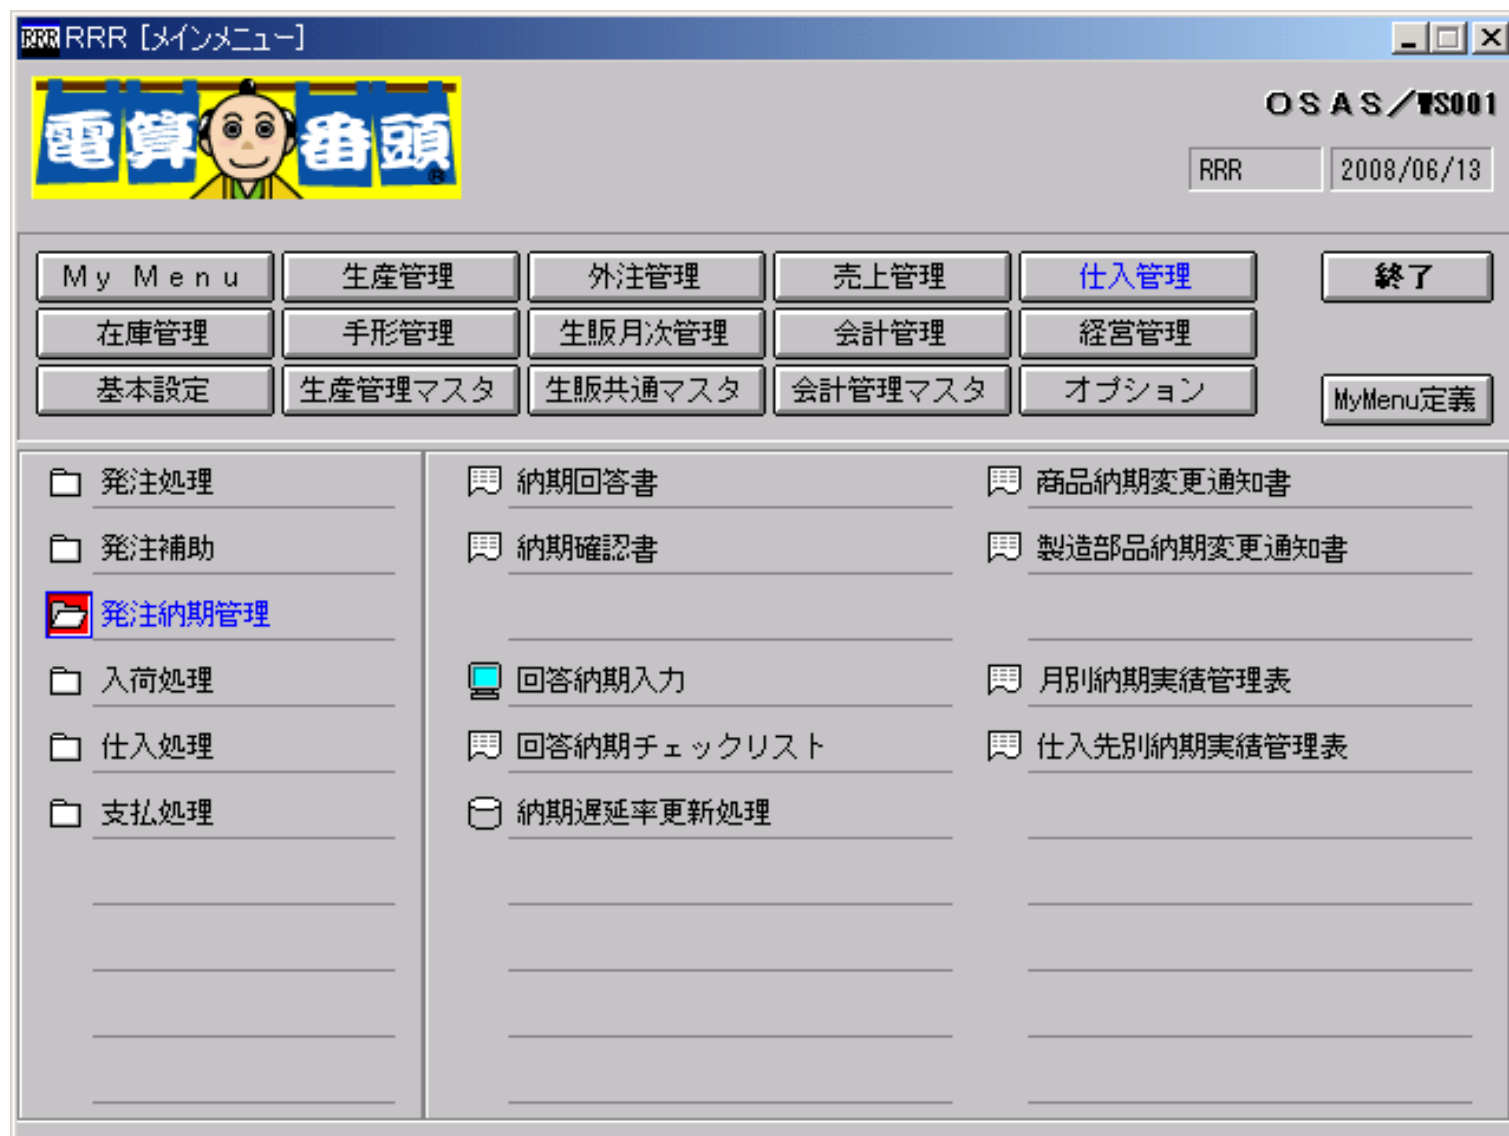 RRR RRR [メインメニュー]
電算番頭®
OSAS/WS001
RRR 2008/06/13
My Menu 生産管理 外注管理 売上管理 仕入管理 終了
在庫管理 手形管理 生販月次管理 会計管理 経営管理
基本設定 生産管理マスタ 生販共通マスタ 会計管理マスタ オプション MyMenu定義
発注処理 納期回答書 商品納期変更通知書
発注補助 納期確認書 製造部品納期変更通知書
発注納期管理
入荷処理 回答納期入力 月別納期実績管理表
仕入処理 回答納期チェックリスト 仕入先別納期実績管理表
支払処理 納期遅延率更新処理